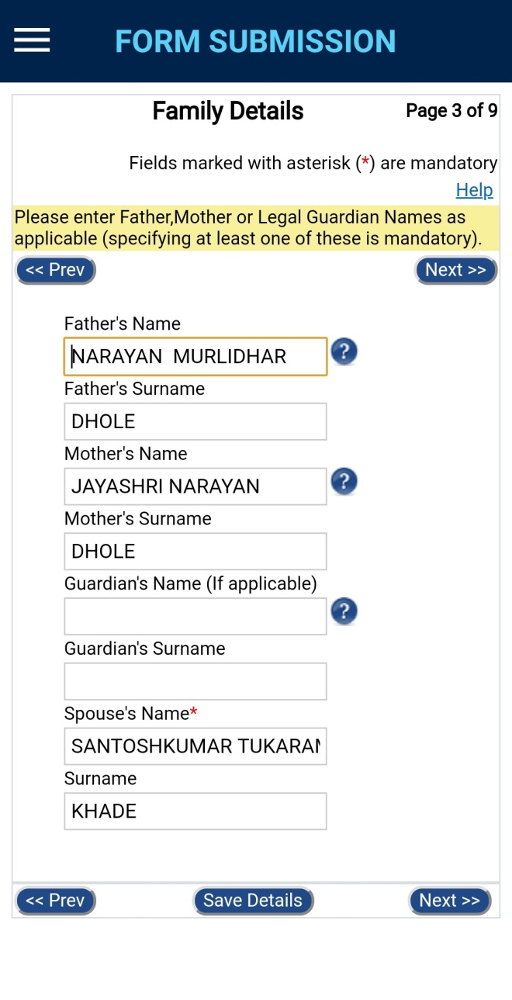 FORM SUBMISSION
Family Details
Page 3 of 9
Fields marked with asterisk (*) are mandatory
Help
Please enter Father,Mother or Legal Guardian Names as
applicable (specifying at least one of these is mandatory).
<< Prev
Next >>
Father's Name
NARAYAN  MURLIDHAR
?
Father's Surname
DHOLE
Mother's Name
JAYASHRI NARAYAN
?
Mother's Surname
DHOLE
Guardian's Name (If applicable)
?
Guardian's Surname
Spouse's Name*
SANTOSHKUMAR
Surname
KHADE
<< Prev
Save Details
Next >>